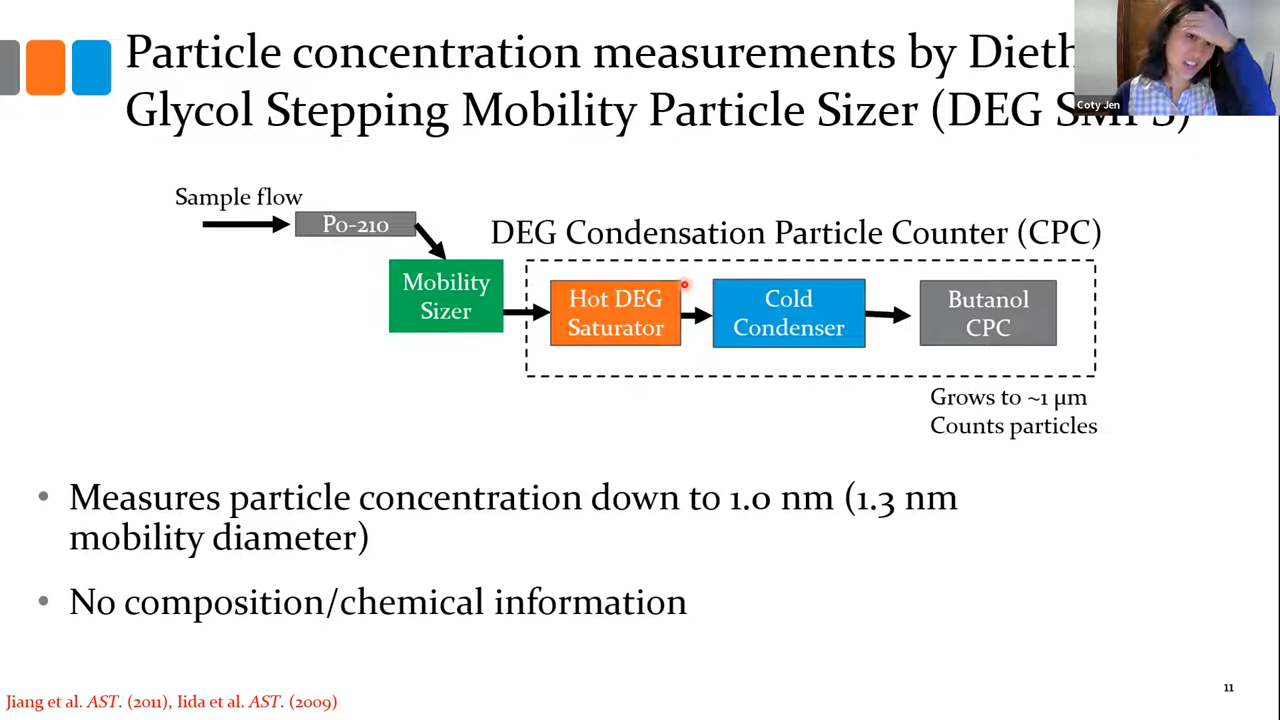 Particle concentration measurements by Dieth
Glycol Stepping Mobility Particle Sizer (DEG SMPS)
Coty Jen
Sample flow
Po-210
DEG Condensation Particle Counter (CPC)
Mobility
Sizer
Hot DEG
Saturator
Cold
Condenser
Butanol
CPC
Grows to ~1 µm
Counts particles
• Measures particle concentration down to 1.0 nm (1.3 nm
mobility diameter)
• No composition/chemical information
11
Jiang et al. AST. (2011), Iida et al. AST. (2009)